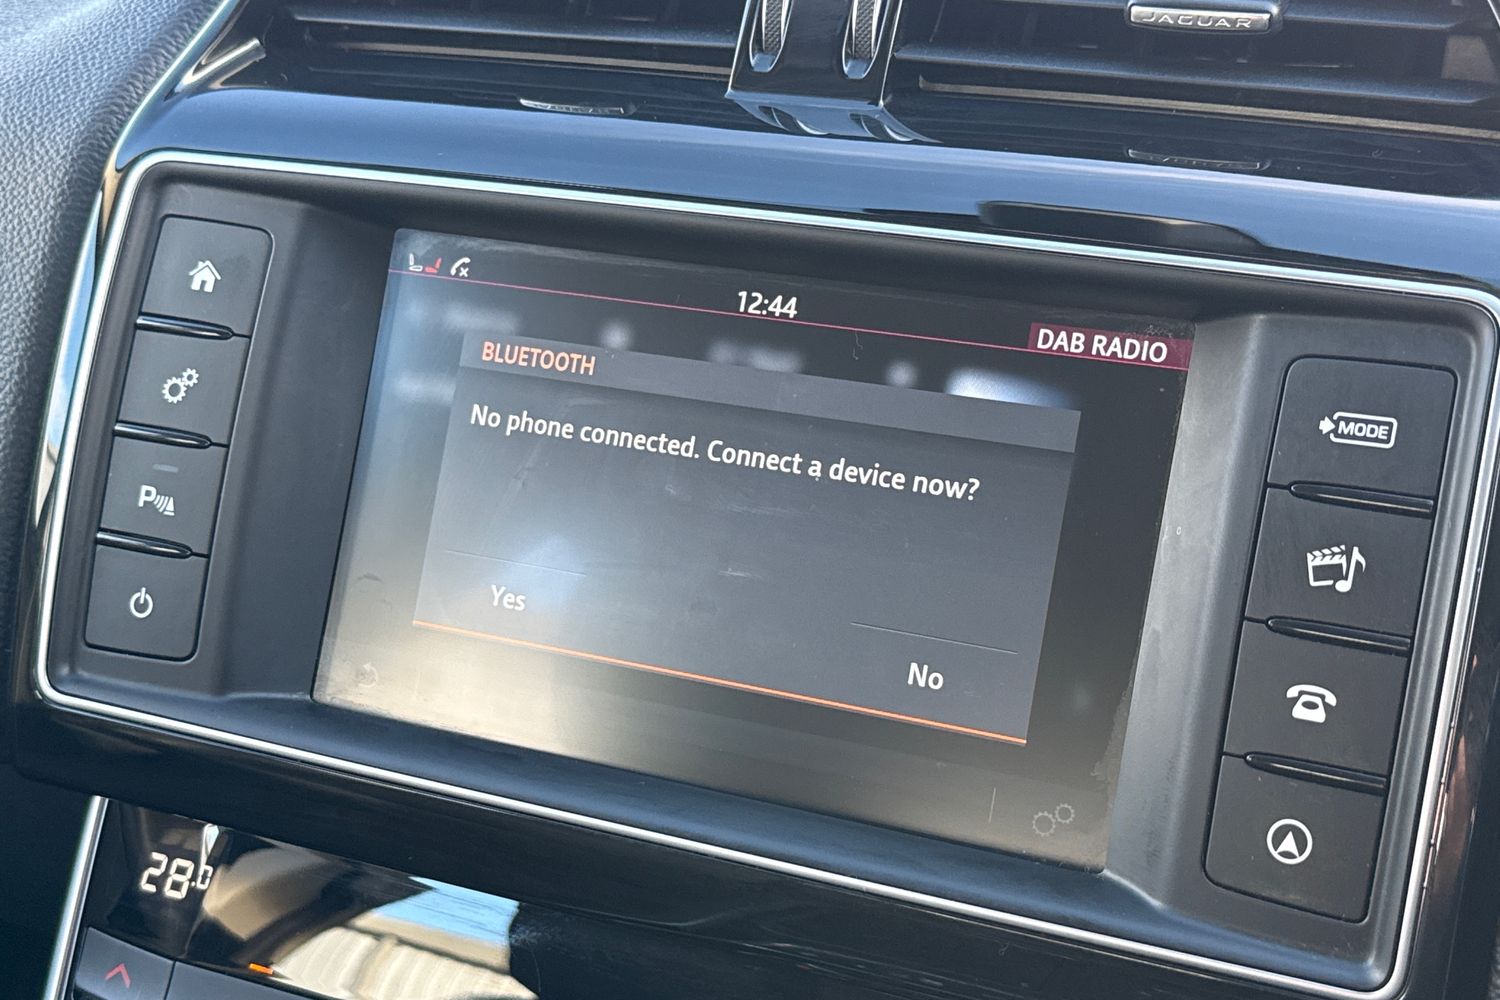 JAGUAR
12:44
DAB RADIO
BLUETOOTH
No phone connected. Connect a device now?
Yes
No
MODE
P
28.0